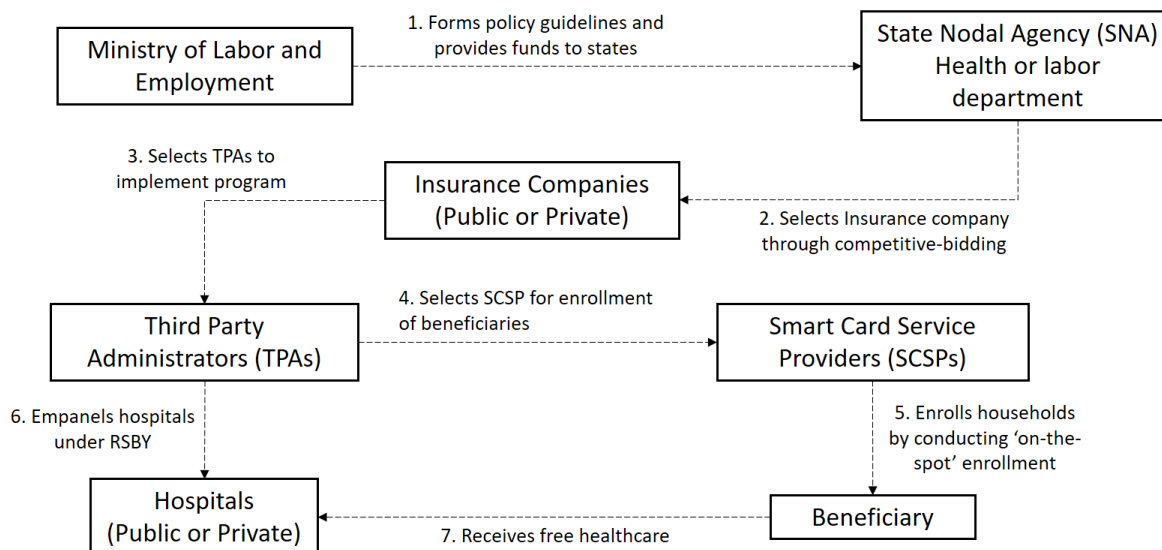 1. Forms policy guidelines and
provides funds to states
Ministry of Labor and
Employment
State Nodal Agency (SNA)
Health or labor
department
3. Selects TPAs to
implement program
Insurance Companies
(Public or Private)
2. Selects Insurance company
through competitive-bidding
4. Selects SCSP for enrollment
of beneficiaries
Third Party
Administrators (TPAs)
Smart Card Service
Providers (SCSPs)
6. Empanels hospitals
under RSBY
5. Enrolls households
by conducting ‘on-the-
spot’ enrollment
Hospitals
(Public or Private)
7. Receives free healthcare
Beneficiary